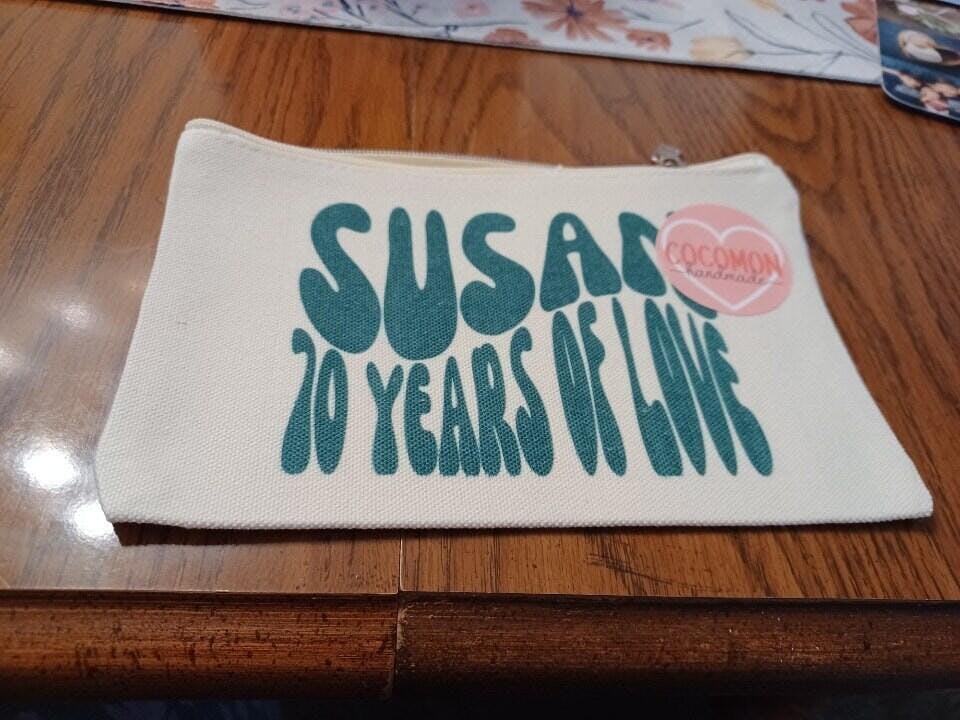 SUSAN
70 YEARS OF LOVE
COCOMON
handmade